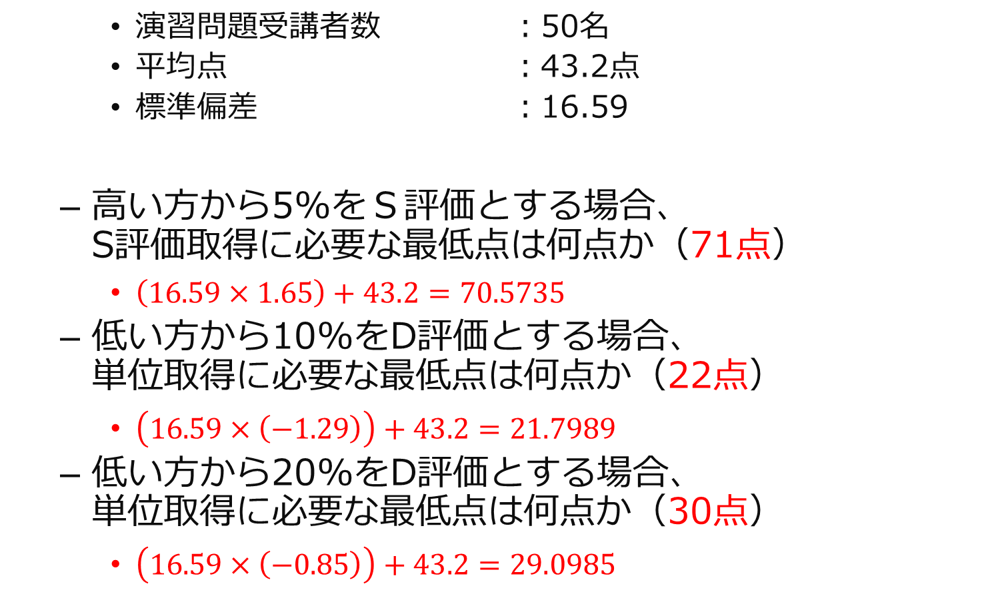 • 演習問題受講者数 : 50名
• 平均点 : 43.2点
• 標準偏差 : 16.59
– 高い方から5%をＳ評価とする場合、
S評価取得に必要な最低点は何点か（71点）
• (16.59 × 1.65) + 43.2 = 70.5735
– 低い方から10%をD評価とする場合、
単位取得に必要な最低点は何点か（22点）
• (16.59 × (−1.29)) + 43.2 = 21.7989
– 低い方から20%をD評価とする場合、
単位取得に必要な最低点は何点か（30点）
• (16.59 × (−0.85)) + 43.2 = 29.0985